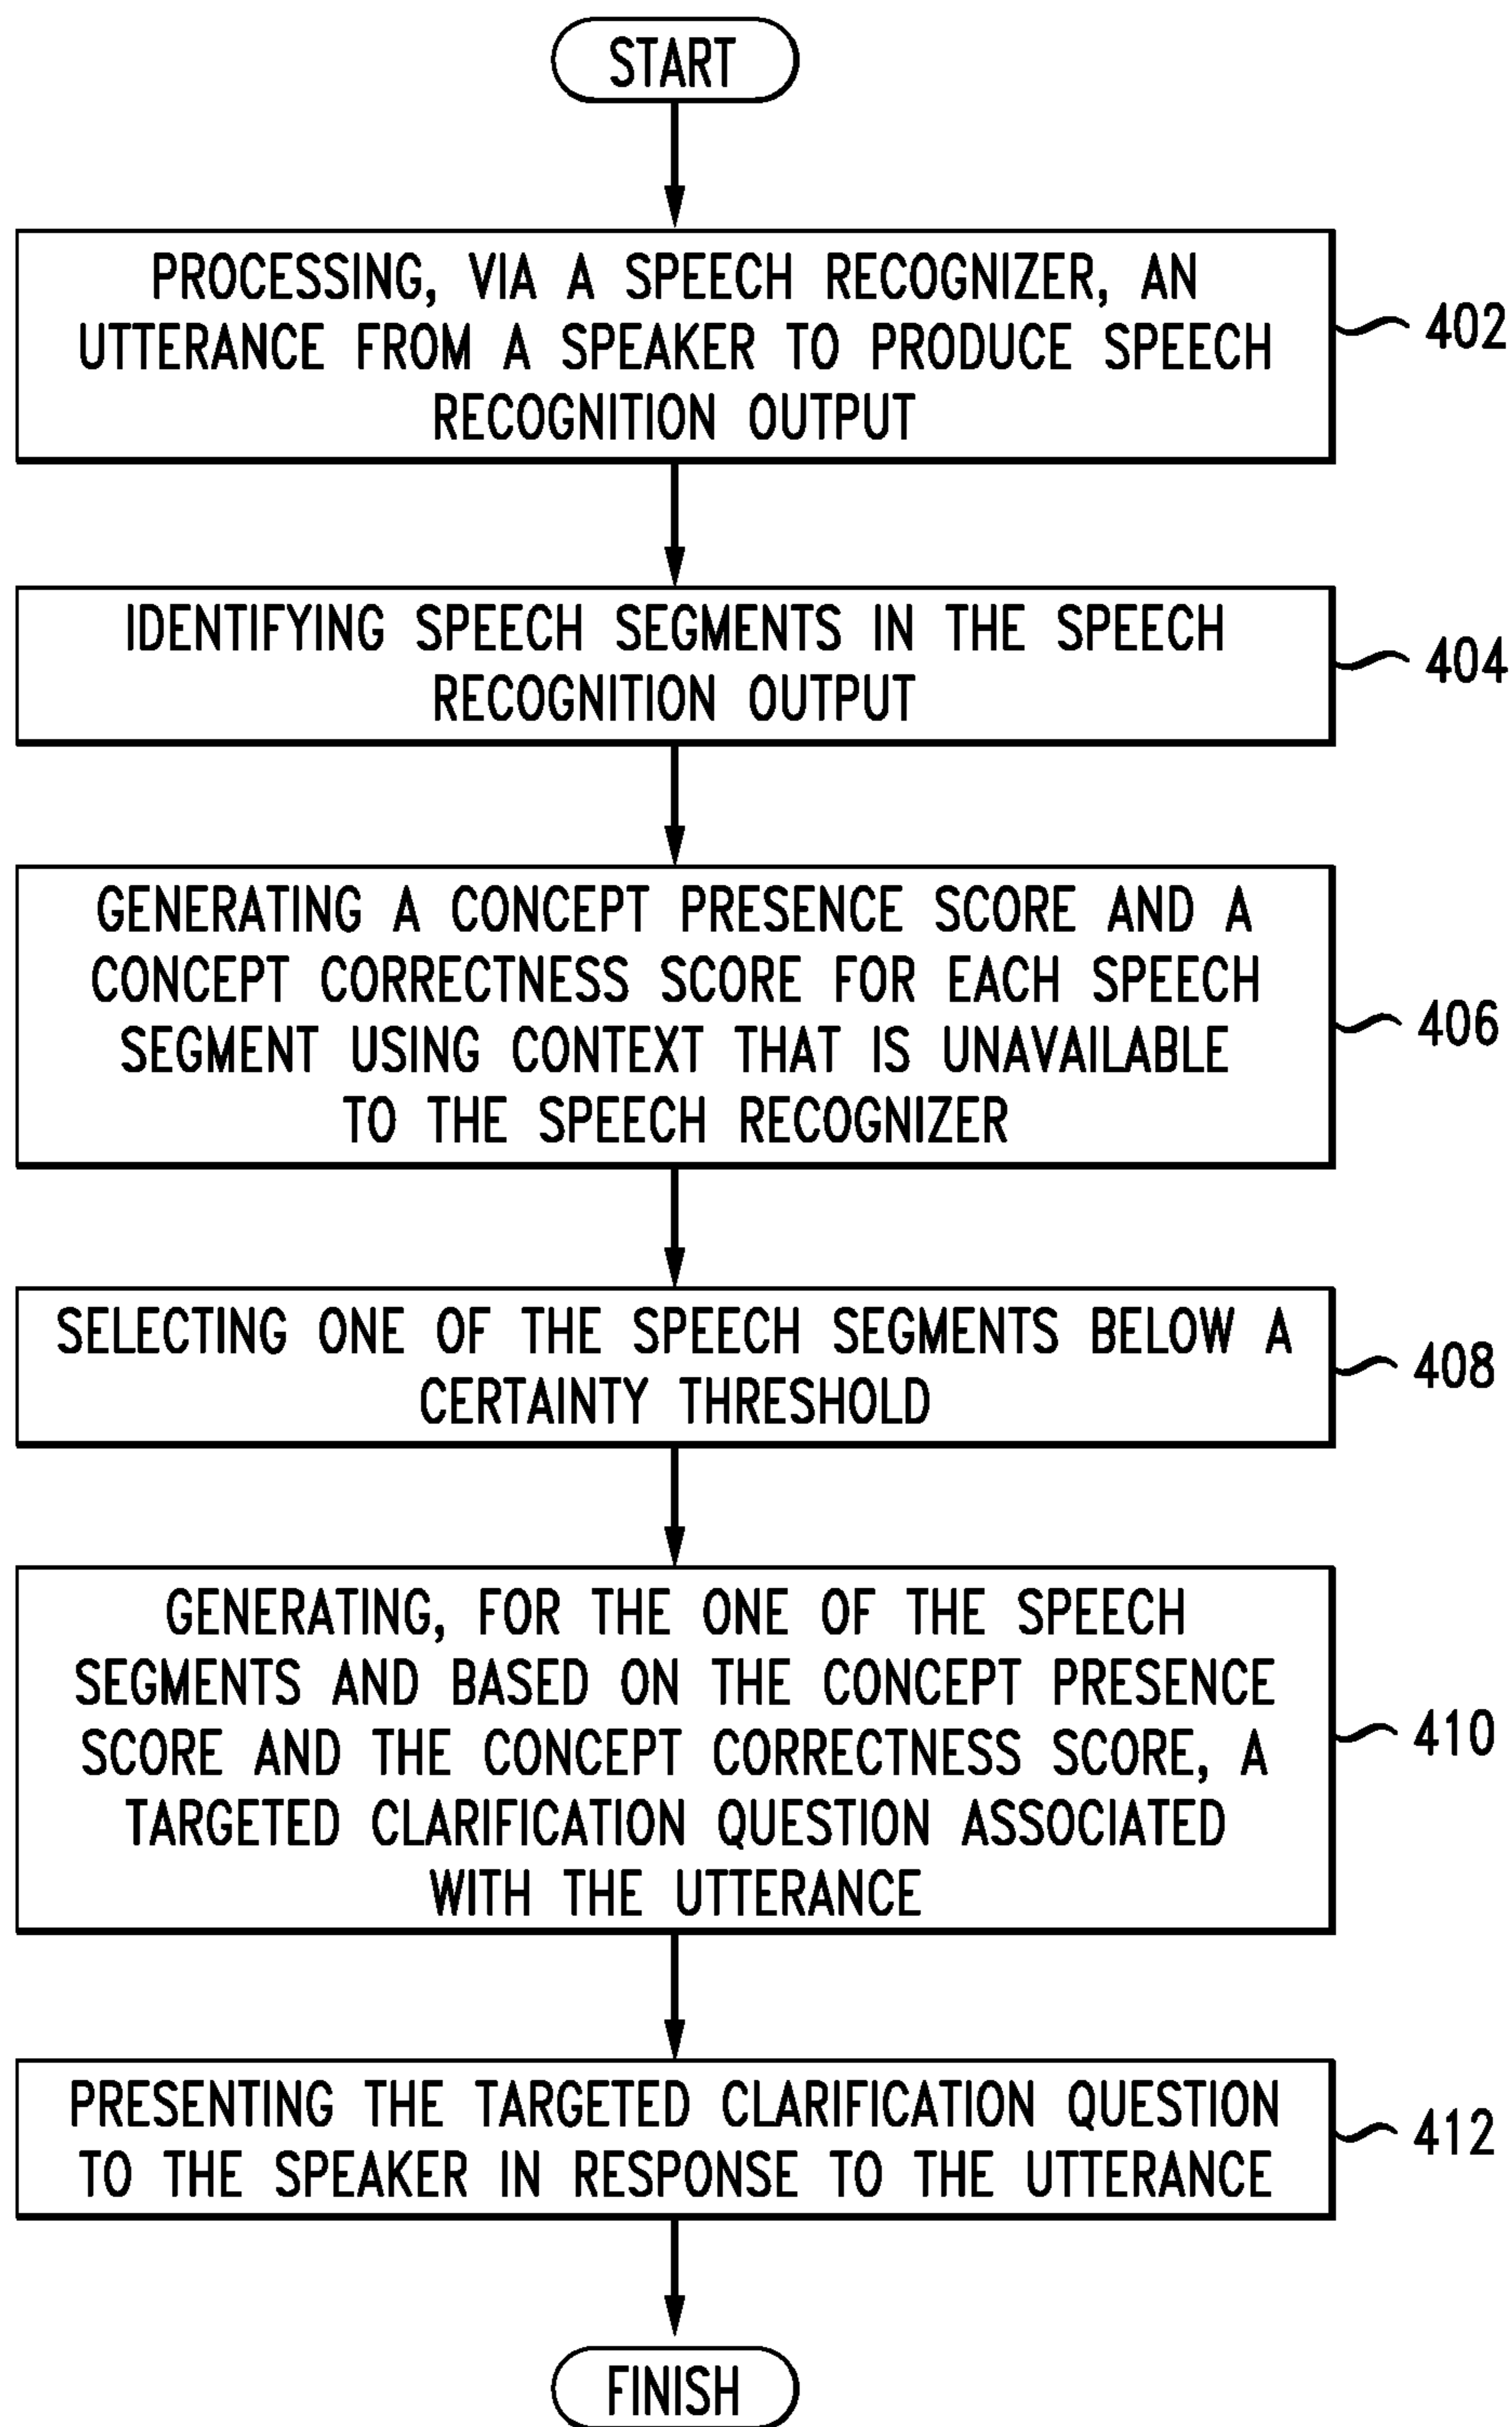 START
PROCESSING, VIA A SPEECH RECOGNIZER, AN
UTTERANCE FROM A SPEAKER TO PRODUCE SPEECH
RECOGNITION OUTPUT
402
IDENTIFYING SPEECH SEGMENTS IN THE SPEECH
RECOGNITION OUTPUT
404
GENERATING A CONCEPT PRESENCE SCORE AND A
CONCEPT CORRECTNESS SCORE FOR EACH SPEECH
SEGMENT USING CONTEXT THAT IS UNAVAILABLE
TO THE SPEECH RECOGNIZER
406
SELECTING ONE OF THE SPEECH SEGMENTS BELOW A
CERTAINTY THRESHOLD
408
GENERATING, FOR THE ONE OF THE SPEECH
SEGMENTS AND BASED ON THE CONCEPT PRESENCE
SCORE AND THE CONCEPT CORRECTNESS SCORE, A
TARGETED CLARIFICATION QUESTION ASSOCIATED
WITH THE UTTERANCE
410
PRESENTING THE TARGETED CLARIFICATION QUESTION
TO THE SPEAKER IN RESPONSE TO THE UTTERANCE
412
FINISH